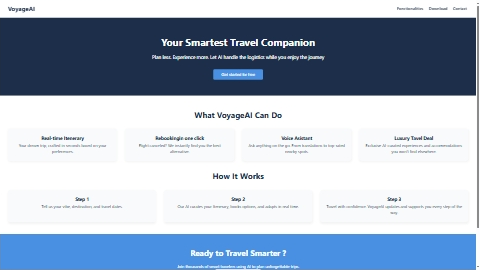 VoyageAI
Functionalities Download Contact
Your Smartest Travel Companion
Plan less. Experience more. Let AI handle the logistics while you enjoy the journey
Get started for free
What VoyageAI Can Do
Real-time Itenerary
Your dream trip, crafted in seconds based on your
preferences.
Rebooking in one click
Flight cancelled? We instantly find you the best
alternative
Voice Asistant
Ask anything on the go. From translations to top rated
nearby spots.
Luxury Tavel Deal
Exclusive AI-curated experiences and accommodations
you won't find elsewhere
How It Works
Step 1
Tell us your vibe, destination, and travel dates
Step 2
Our AI curates your itinerary, books options, and adapts in real time
Step 3
Travel with confidence. VoyageAI updates and supports you every step of the
way.
Ready to Travel Smarter ?
Join thousands of travel travelers using AI to plan unforgettable trips.